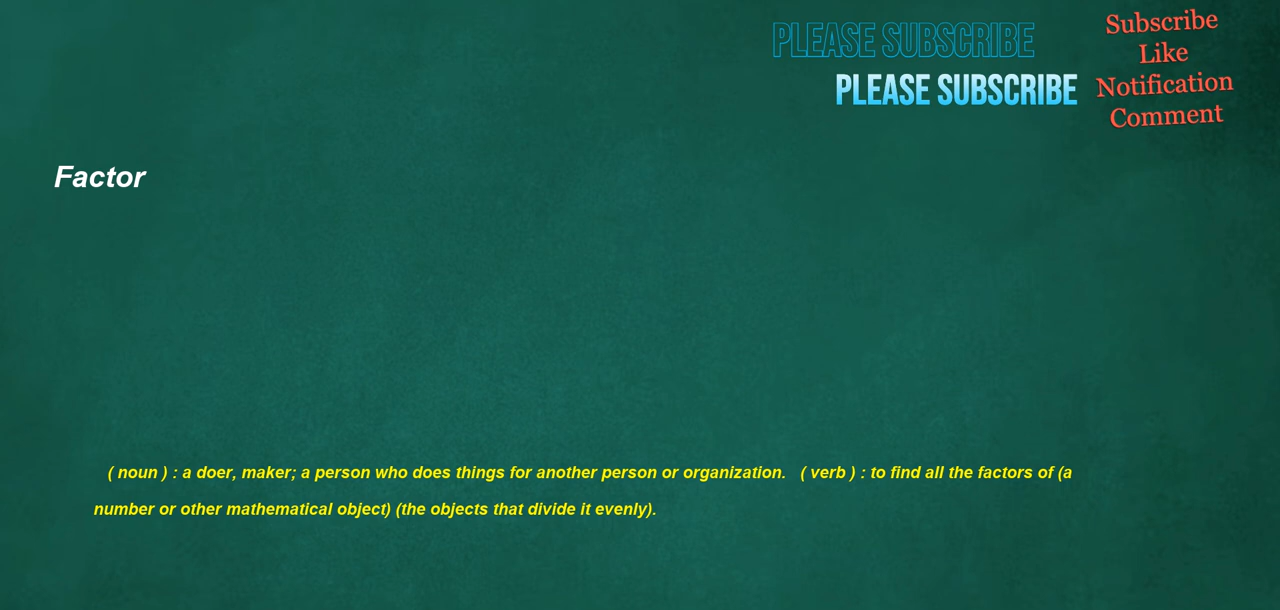 PLEASE SUBSCRIBE
PLEASE SUBSCRIBE
Subscribe
Like
Notification
Comment
Factor
( noun ) : a doer, maker; a person who does things for another person or organization. ( verb ) : to find all the factors of (a
number or other mathematical object) (the objects that divide it evenly).